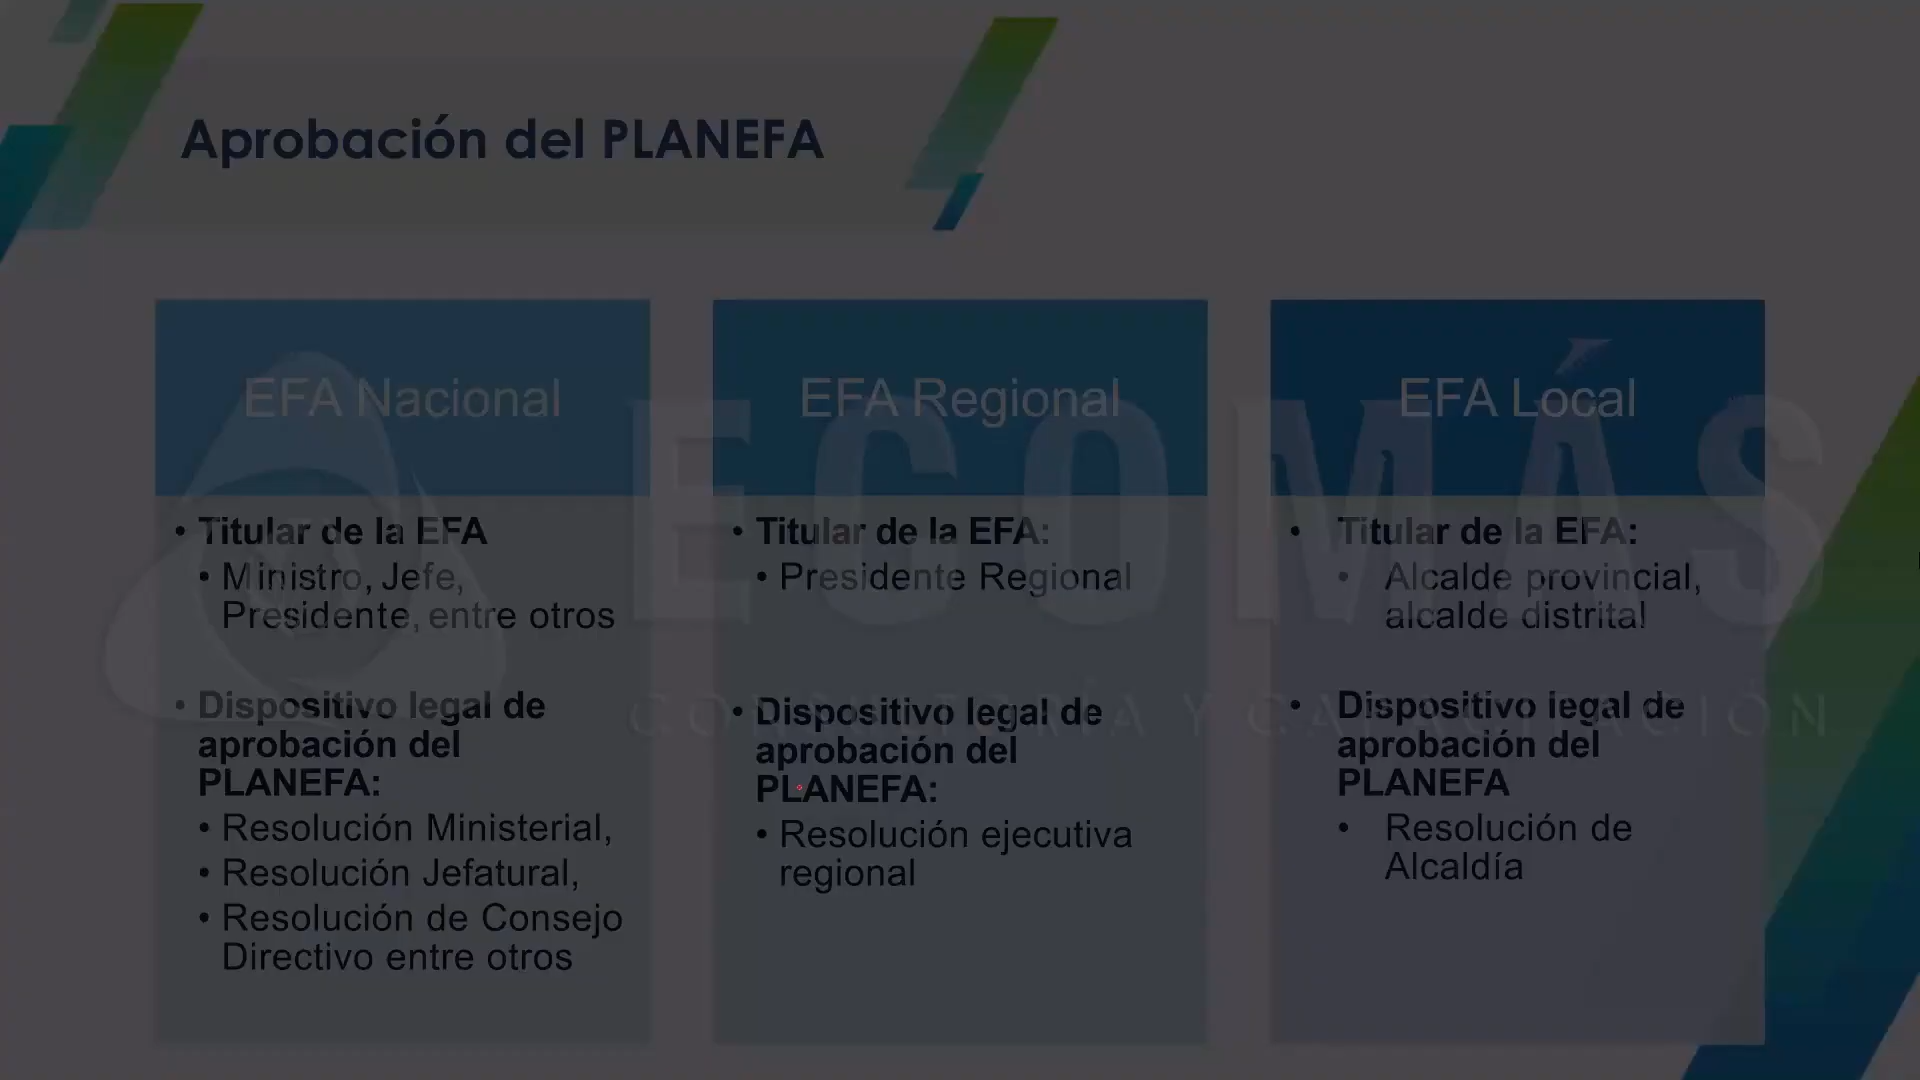 Aprobación del PLANEFA
EFA Nacional
• Titular de la EFA
• Ministro, Jefe,
Presidente, entre otros
• Dispositivo legal de
aprobación del
PLANEFA:
• Resolución Ministerial,
• Resolución Jefatural,
• Resolución de Consejo
Directivo entre otros
EFA Regional
• Titular de la EFA:
• Presidente Regional
• Dispositivo legal de
aprobación del
PLANEFA:
• Resolución ejecutiva
regional
EFA Local
• Titular de la EFA:
• Alcalde provincial,
alcalde distrital
• Dispositivo legal de
aprobación del
PLANEFA
• Resolución de
Alcaldía
ECOMÁS
CONSULTORÍA Y CAPACITACIÓN